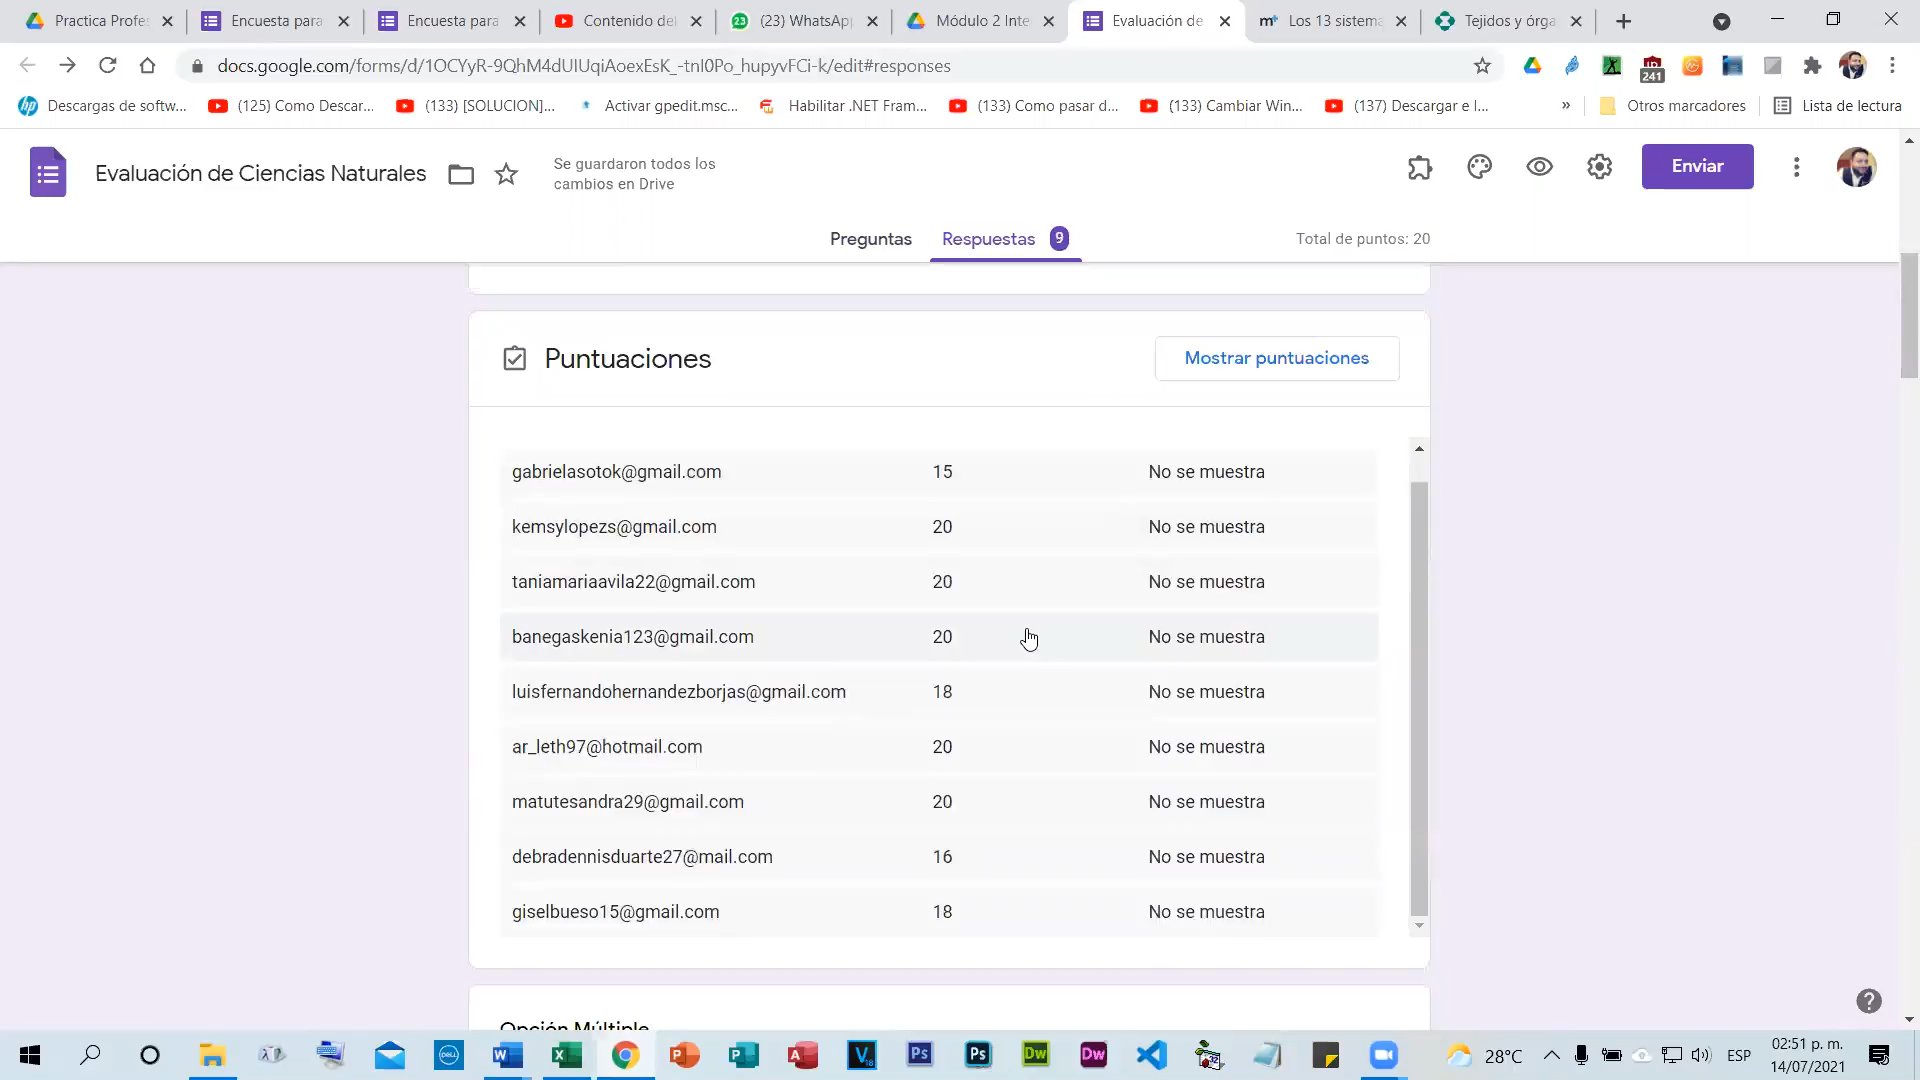 Practica Profes
Encuesta para
Encuesta para
Contenido del
23
(23) WhatsApp
Módulo 2 Inte
Evaluación de
m+
Los 13 sistema
Tejidos y órga
docs.google.com/forms/d/1OCYyR-9QhM4dUIUqiAoexEsK_-tnI0Po_hupyvFCi-k/edit#responses
241
hp
Descargas de softw...
(125) Como Descar...
(133) [SOLUCION]...
Activar gpedit.msc...
Habilitar .NET Fram...
(133) Como pasar d...
(133) Cambiar Win...
(137) Descargar e I...
»
Otros marcadores
Lista de lectura
Evaluación de Ciencias Naturales
Se guardaron todos los
cambios en Drive
Enviar
Preguntas
Respuestas 9
Total de puntos: 20
Puntuaciones
Mostrar puntuaciones
gabrielasotok@gmail.com 15 No se muestra
kemsylopezs@gmail.com 20 No se muestra
taniamariaavila22@gmail.com 20 No se muestra
banegaskenia123@gmail.com 20 No se muestra
luisfernandohernandezborjas@gmail.com 18 No se muestra
ar_leth97@hotmail.com 20 No se muestra
matutesandra29@gmail.com 20 No se muestra
debradennisduarte27@mail.com 16 No se muestra
giselbueso15@gmail.com 18 No se muestra
Opción Múltiple
28°C
ESP
02:51 p. m.
14/07/2021